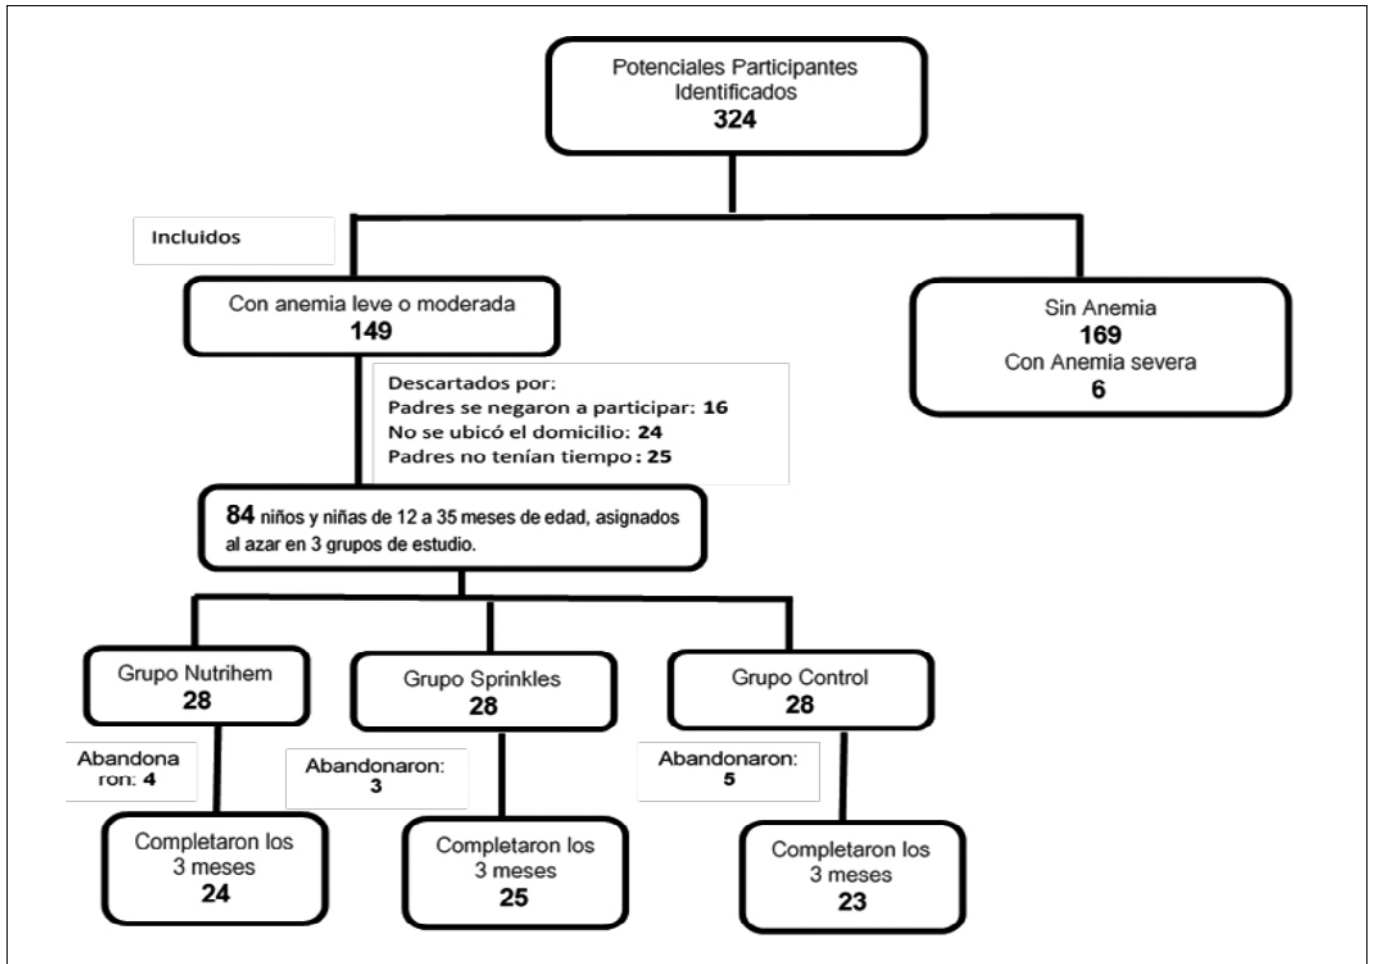 Potenciales Participantes
Identificados
324
Incluidos
Con anemia leve o moderada
149
Sin Anemia
169
Con Anemia severa
6
Descartados por:
Padres se negaron a participar: 16
No se ubicó el domicilio: 24
Padres no tenían tiempo: 25
84 niños y niñas de 12 a 35 meses de edad, asignados
al azar en 3 grupos de estudio.
Grupo Nutrihem
28
Grupo Sprinkles
28
Grupo Control
28
Abandona
ron: 4
Abandonaron:
3
Abandonaron:
5
Completaron los
3 meses
24
Completaron los
3 meses
25
Completaron los
3 meses
23